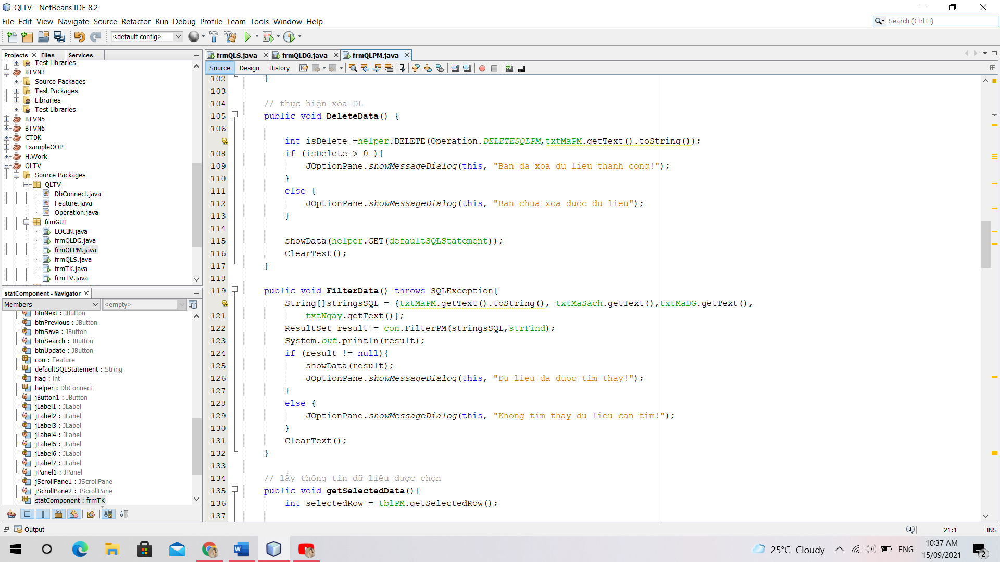 QLTV - NetBeans IDE 8.2
File Edit View Navigate Source Refactor Run Debug Profile Team Tools Window Help
Search (Ctrl+I)
<default config>
Projects Files Services
Test Libraries
BTVN3
Source Packages
Test Packages
Libraries
Test Libraries
BTVN5
BTVN6
CTDK
ExampleOOP
H.Work
QLTV
Source Packages
QLTV
DbConnect.java
Feature.java
Operation.java
frmGUI
LOGIN.java
frmQLDG.java
frmQLPM.java
frmQLS.java
frmTK.java
frmTV.java
statComponent - Navigator
Members <empty>
btnNext : JButton
btnPrevious : JButton
btnSave : JButton
btnSearch : JButton
btnUpdate : JButton
con : Feature
defaultSQLStatement : String
flag : int
helper : DbConnect
jButton1 : JButton
jLabel1 : JLabel
jLabel2 : JLabel
jLabel3 : JLabel
jLabel4 : JLabel
jLabel5 : JLabel
jLabel6 : JLabel
jLabel7 : JLabel
jPanel1 : JPanel
jScrollPane1 : JScrollPane
jScrollPane2 : JScrollPane
statComponent : frmTK
frmQLS.java frmQLDG.java frmQLPM.java
Source Design History
102 }
103
104 // thực hiện xóa DL
105 public void DeleteData() {
106
int isDelete =helper.DELETE(Operation.DELETESQLPM,txtMaPM.getText().toString());
108 if (isDelete > 0 ){
109 JOptionPane.showMessageDialog(this, "Ban da xoa du lieu thanh cong!");
110 }
111 else {
112 JOptionPane.showMessageDialog(this, "Ban chua xoa duoc du lieu");
113 }
114
115 showData(helper.GET(defaultSQLStatement));
116 ClearText();
117 }
118
119 public void FilterData() throws SQLException{
String[]stringsSQL = {txtMaPM.getText().toString(), txtMaSach.getText(),txtMaDG.getText(),
121 txtNgay.getText()};
122 ResultSet result = con.FilterPM(stringsSQL,strFind);
123 System.out.println(result);
124 if (result != null){
125 showData(result);
126 JOptionPane.showMessageDialog(this, "Du lieu da duoc tim thay!");
127 }
128 else {
129 JOptionPane.showMessageDialog(this, "Khong tim thay du lieu can tim!");
130 }
131 ClearText();
132 }
133
134 // lấy thông tin dữ liêu được chọn
135 public void getSelectedData(){
136 int selectedRow = tblPM.getSelectedRow();
137
Output
1
21:1 INS
25°C Cloudy
ENG
10:37 AM
15/09/2021
2